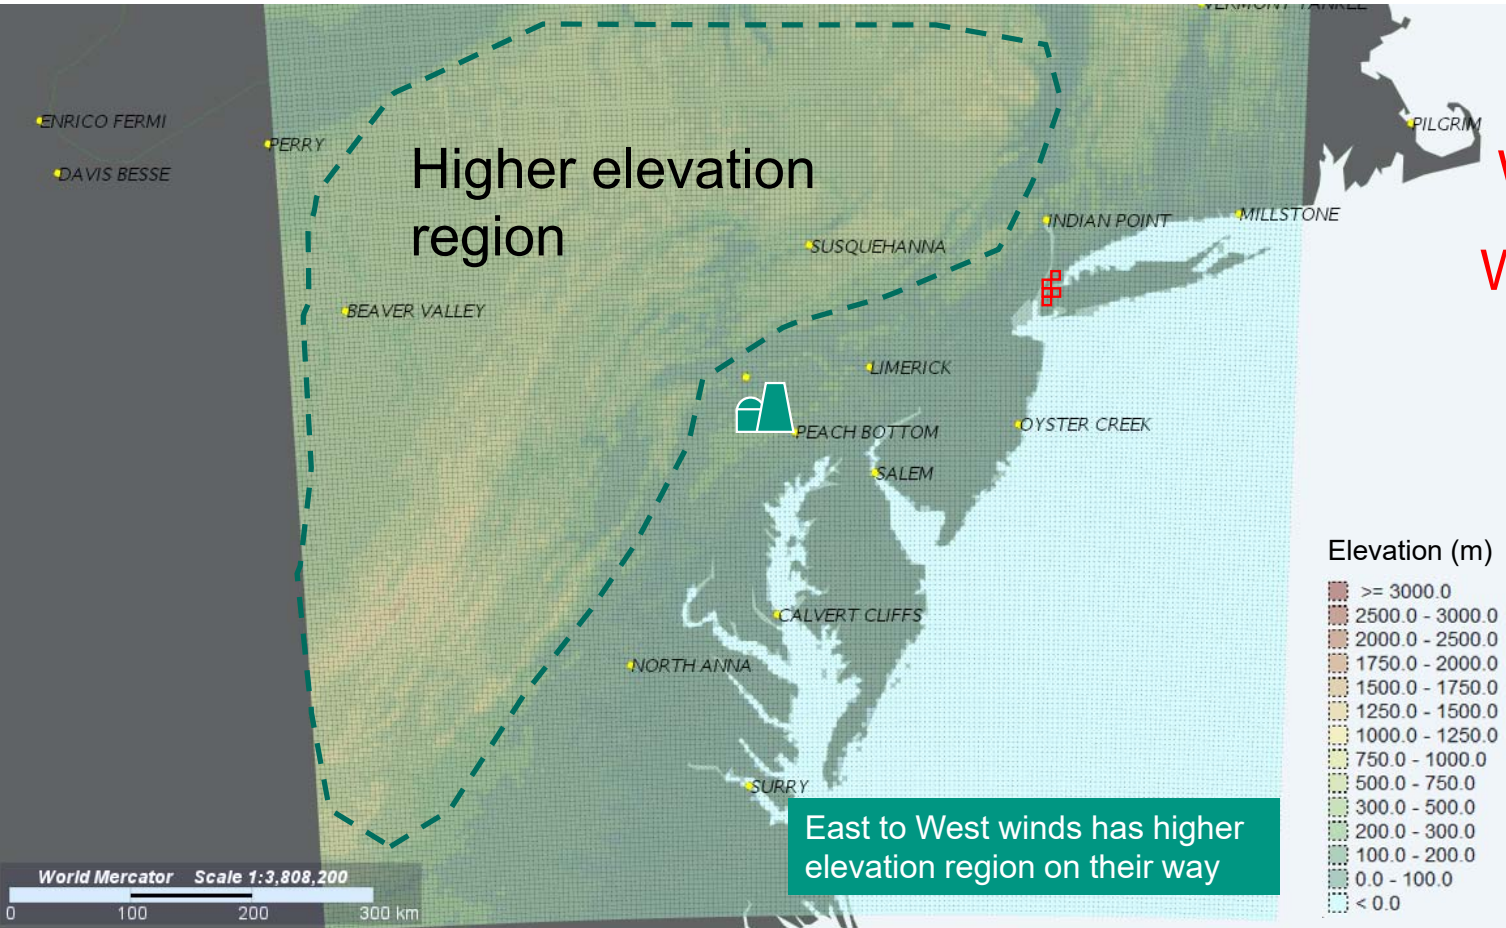 VERMONT YANKEE
ENRICO FERMI
PERRY
DAVIS BESSE
PILGRIM
Higher elevation
region
INDIAN POINT
MILLSTONE
SUSQUEHANNA
BEAVER VALLEY
LIMERICK
PEACH BOTTOM
OYSTER CREEK
SALEM
CALVERT CLIFFS
NORTH ANNA
SURRY
East to West winds has higher
elevation region on their way
World Mercator Scale 1:3,808,200
0 100 200 300 km
Elevation (m)
>= 3000.0
2500.0 - 3000.0
2000.0 - 2500.0
1750.0 - 2000.0
1500.0 - 1750.0
1250.0 - 1500.0
1000.0 - 1250.0
750.0 - 1000.0
500.0 - 750.0
300.0 - 500.0
200.0 - 300.0
100.0 - 200.0
0.0 - 100.0
< 0.0